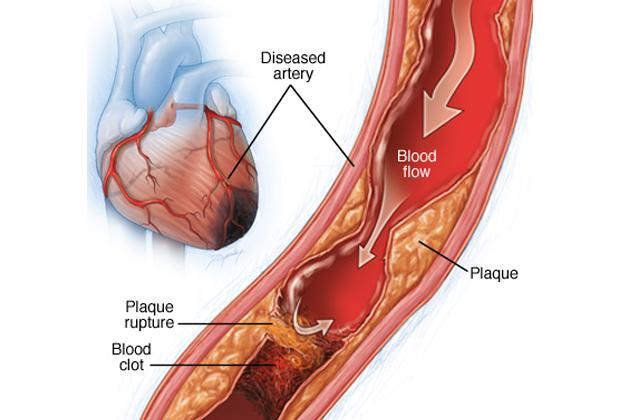 Diseased
artery
Blood
flow
Plaque
Plaque
rupture
Blood
clot